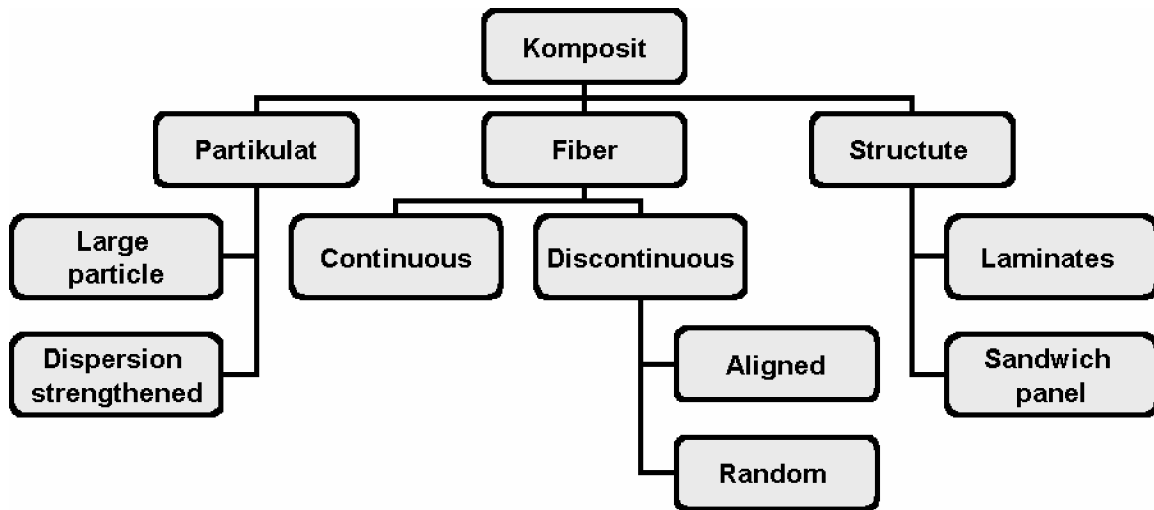 Komposit
Partikulat
Fiber
Structute
Large
particle
Continuous
Discontinuous
Laminates
Dispersion
strengthened
Aligned
Sandwich
panel
Random